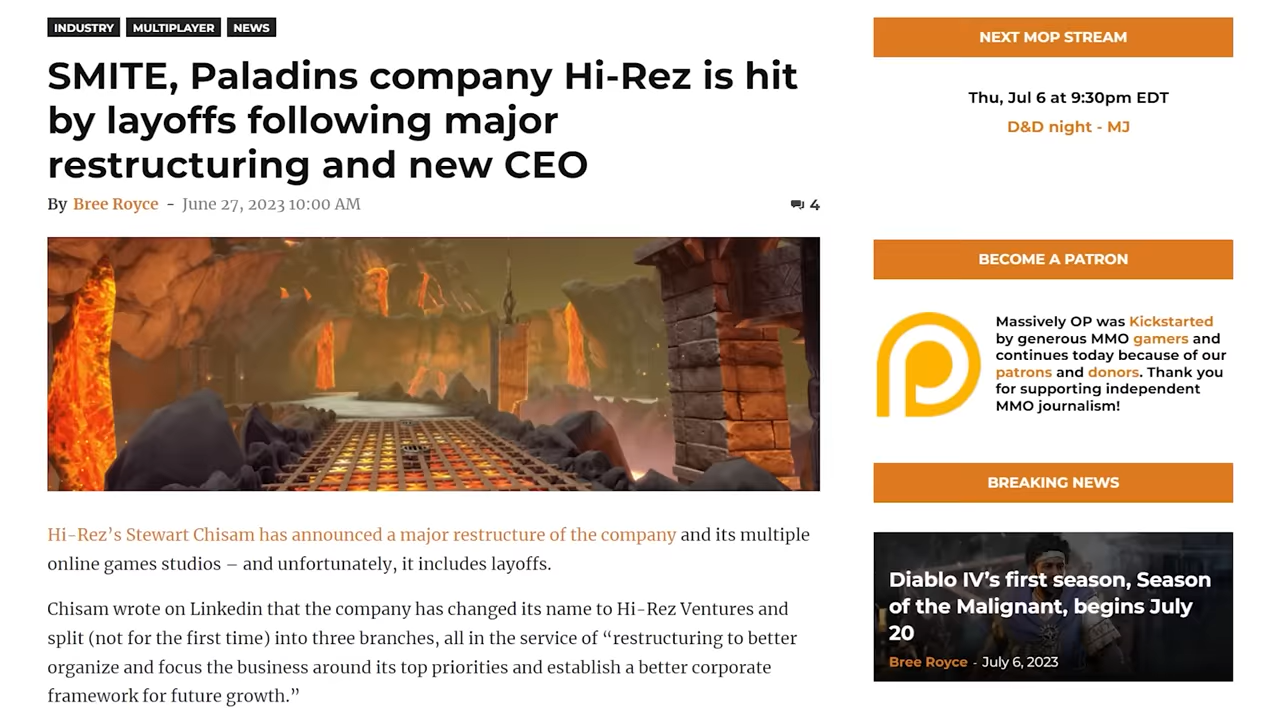 INDUSTRY MULTIPLAYER NEWS
SMITE, Paladins company Hi-Rez is hit
by layoffs following major
restructuring and new CEO
By Bree Royce - June 27, 2023 10:00 AM
4
Hi-Rez’s Stewart Chisam has announced a major restructure of the company and its multiple
online games studios – and unfortunately, it includes layoffs.
Chisam wrote on Linkedin that the company has changed its name to Hi-Rez Ventures and
split (not for the first time) into three branches, all in the service of “restructuring to better
organize and focus the business around its top priorities and establish a better corporate
framework for future growth.”
NEXT MOP STREAM
Thu, Jul 6 at 9:30pm EDT
D&D night - MJ
BECOME A PATRON
Massively OP was Kickstarted
by generous MMO gamers and
continues today because of our
patrons and donors. Thank you
for supporting independent
MMO journalism!
BREAKING NEWS
Diablo IV’s first season, Season
of the Malignant, begins July
20
Bree Royce - July 6, 2023